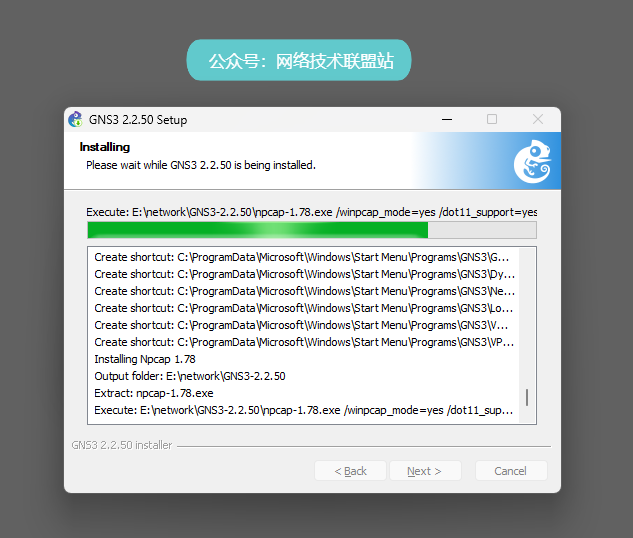 公众号：网络技术联盟站
GNS3 2.2.50 Setup
Installing
Please wait while GNS3 2.2.50 is being installed.
Execute: E:\network\GNS3-2.2.50\npcap-1.78.exe /winpcap_mode=yes /dot11_support=yes
Create shortcut: C:\ProgramData\Microsoft\Windows\Start Menu\Programs\GNS3\G...
Create shortcut: C:\ProgramData\Microsoft\Windows\Start Menu\Programs\GNS3\Dy...
Create shortcut: C:\ProgramData\Microsoft\Windows\Start Menu\Programs\GNS3\Ne...
Create shortcut: C:\ProgramData\Microsoft\Windows\Start Menu\Programs\GNS3\Lo...
Create shortcut: C:\ProgramData\Microsoft\Windows\Start Menu\Programs\GNS3\V...
Create shortcut: C:\ProgramData\Microsoft\Windows\Start Menu\Programs\GNS3\VP...
Installing Npcap 1.78
Output folder: E:\network\GNS3-2.2.50
Extract: npcap-1.78.exe
Execute: E:\network\GNS3-2.2.50\npcap-1.78.exe /winpcap_mode=yes /dot11_sup...
GNS3 2.2.50 installer
< Back Next > Cancel